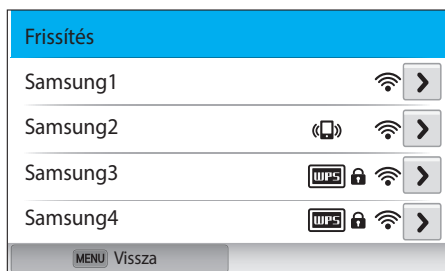 Frissítés
Samsung1
Samsung2
Samsung3 WPS
Samsung4 WPS
MENU Vissza